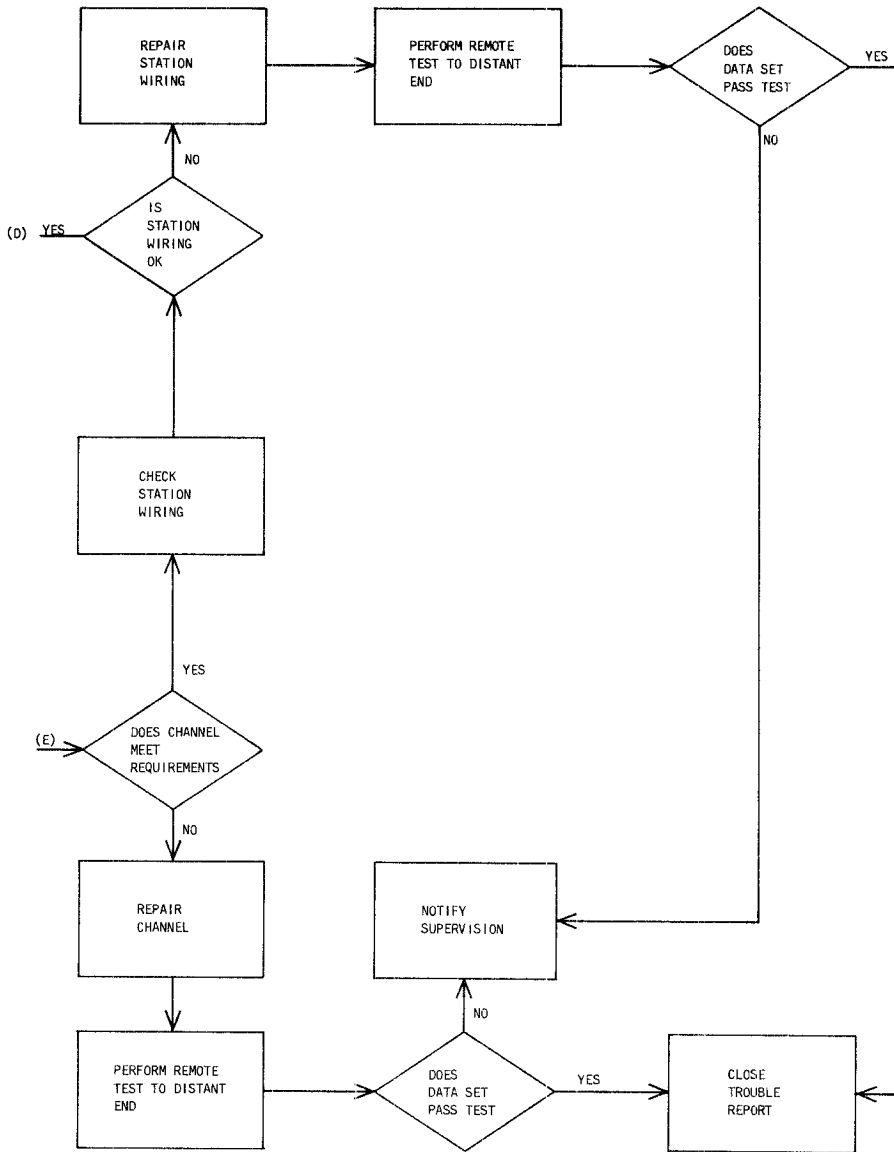 REPAIR
STATION
WIRING
PERFORM REMOTE
TEST TO DISTANT
END
DOES
DATA SET
PASS TEST
YES
NO
NO
IS
STATION
WIRING
OK
(D) YES
CHECK
STATION
WIRING
YES
(E)
DOES CHANNEL
MEET
REQUIREMENTS
NO
REPAIR
CHANNEL
NOTIFY
SUPERVISION
NO
PERFORM REMOTE
TEST TO DISTANT
END
DOES
DATA SET
PASS TEST
YES
CLOSE
TROUBLE
REPORT